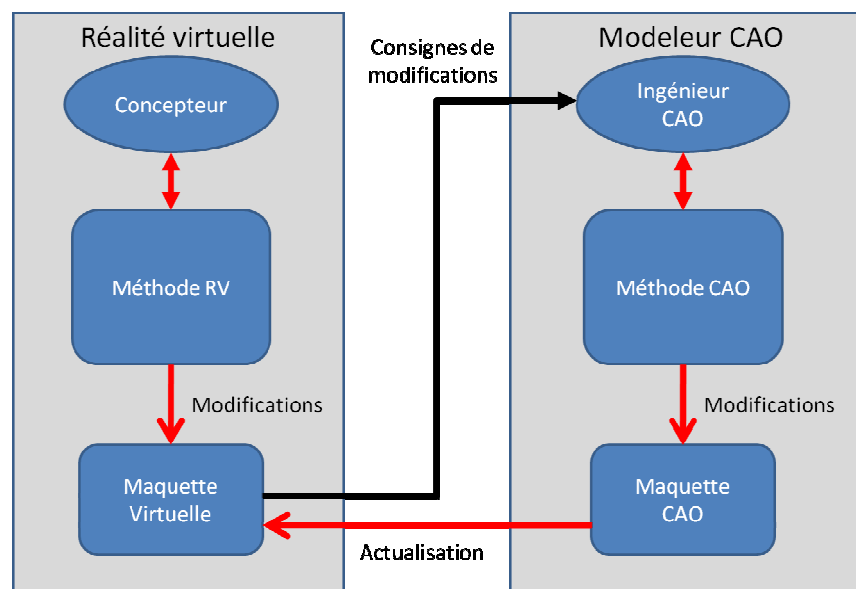 Réalité virtuelle
Concepteur
Méthode RV
Modifications
Maquette
Virtuelle
Consignes de
modifications
Actualisation
Modeleur CAO
Ingénieur
CAO
Méthode CAO
Modifications
Maquette
CAO